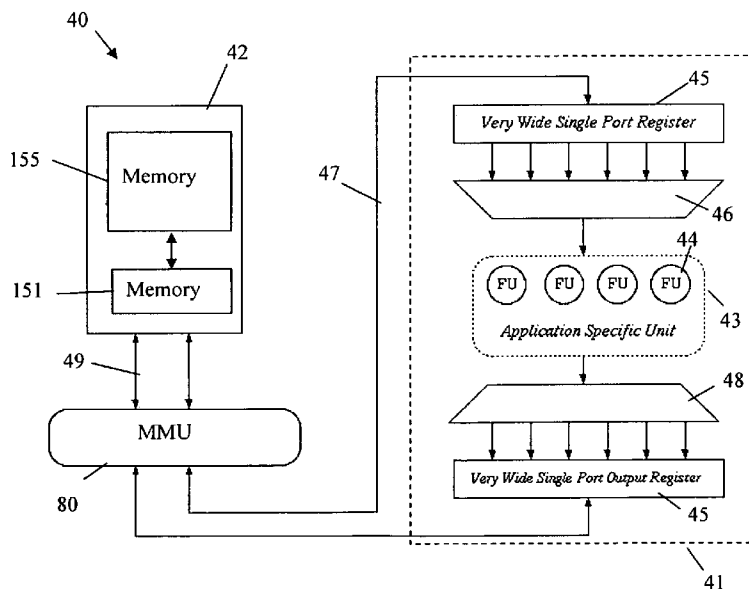 40
42
155
Memory
151
Memory
49
MMU
80
47
45
Very Wide Single Port Register
46
44
FU FU FU FU
43
Application Specific Unit
48
Very Wide Single Port Output Register
45
41